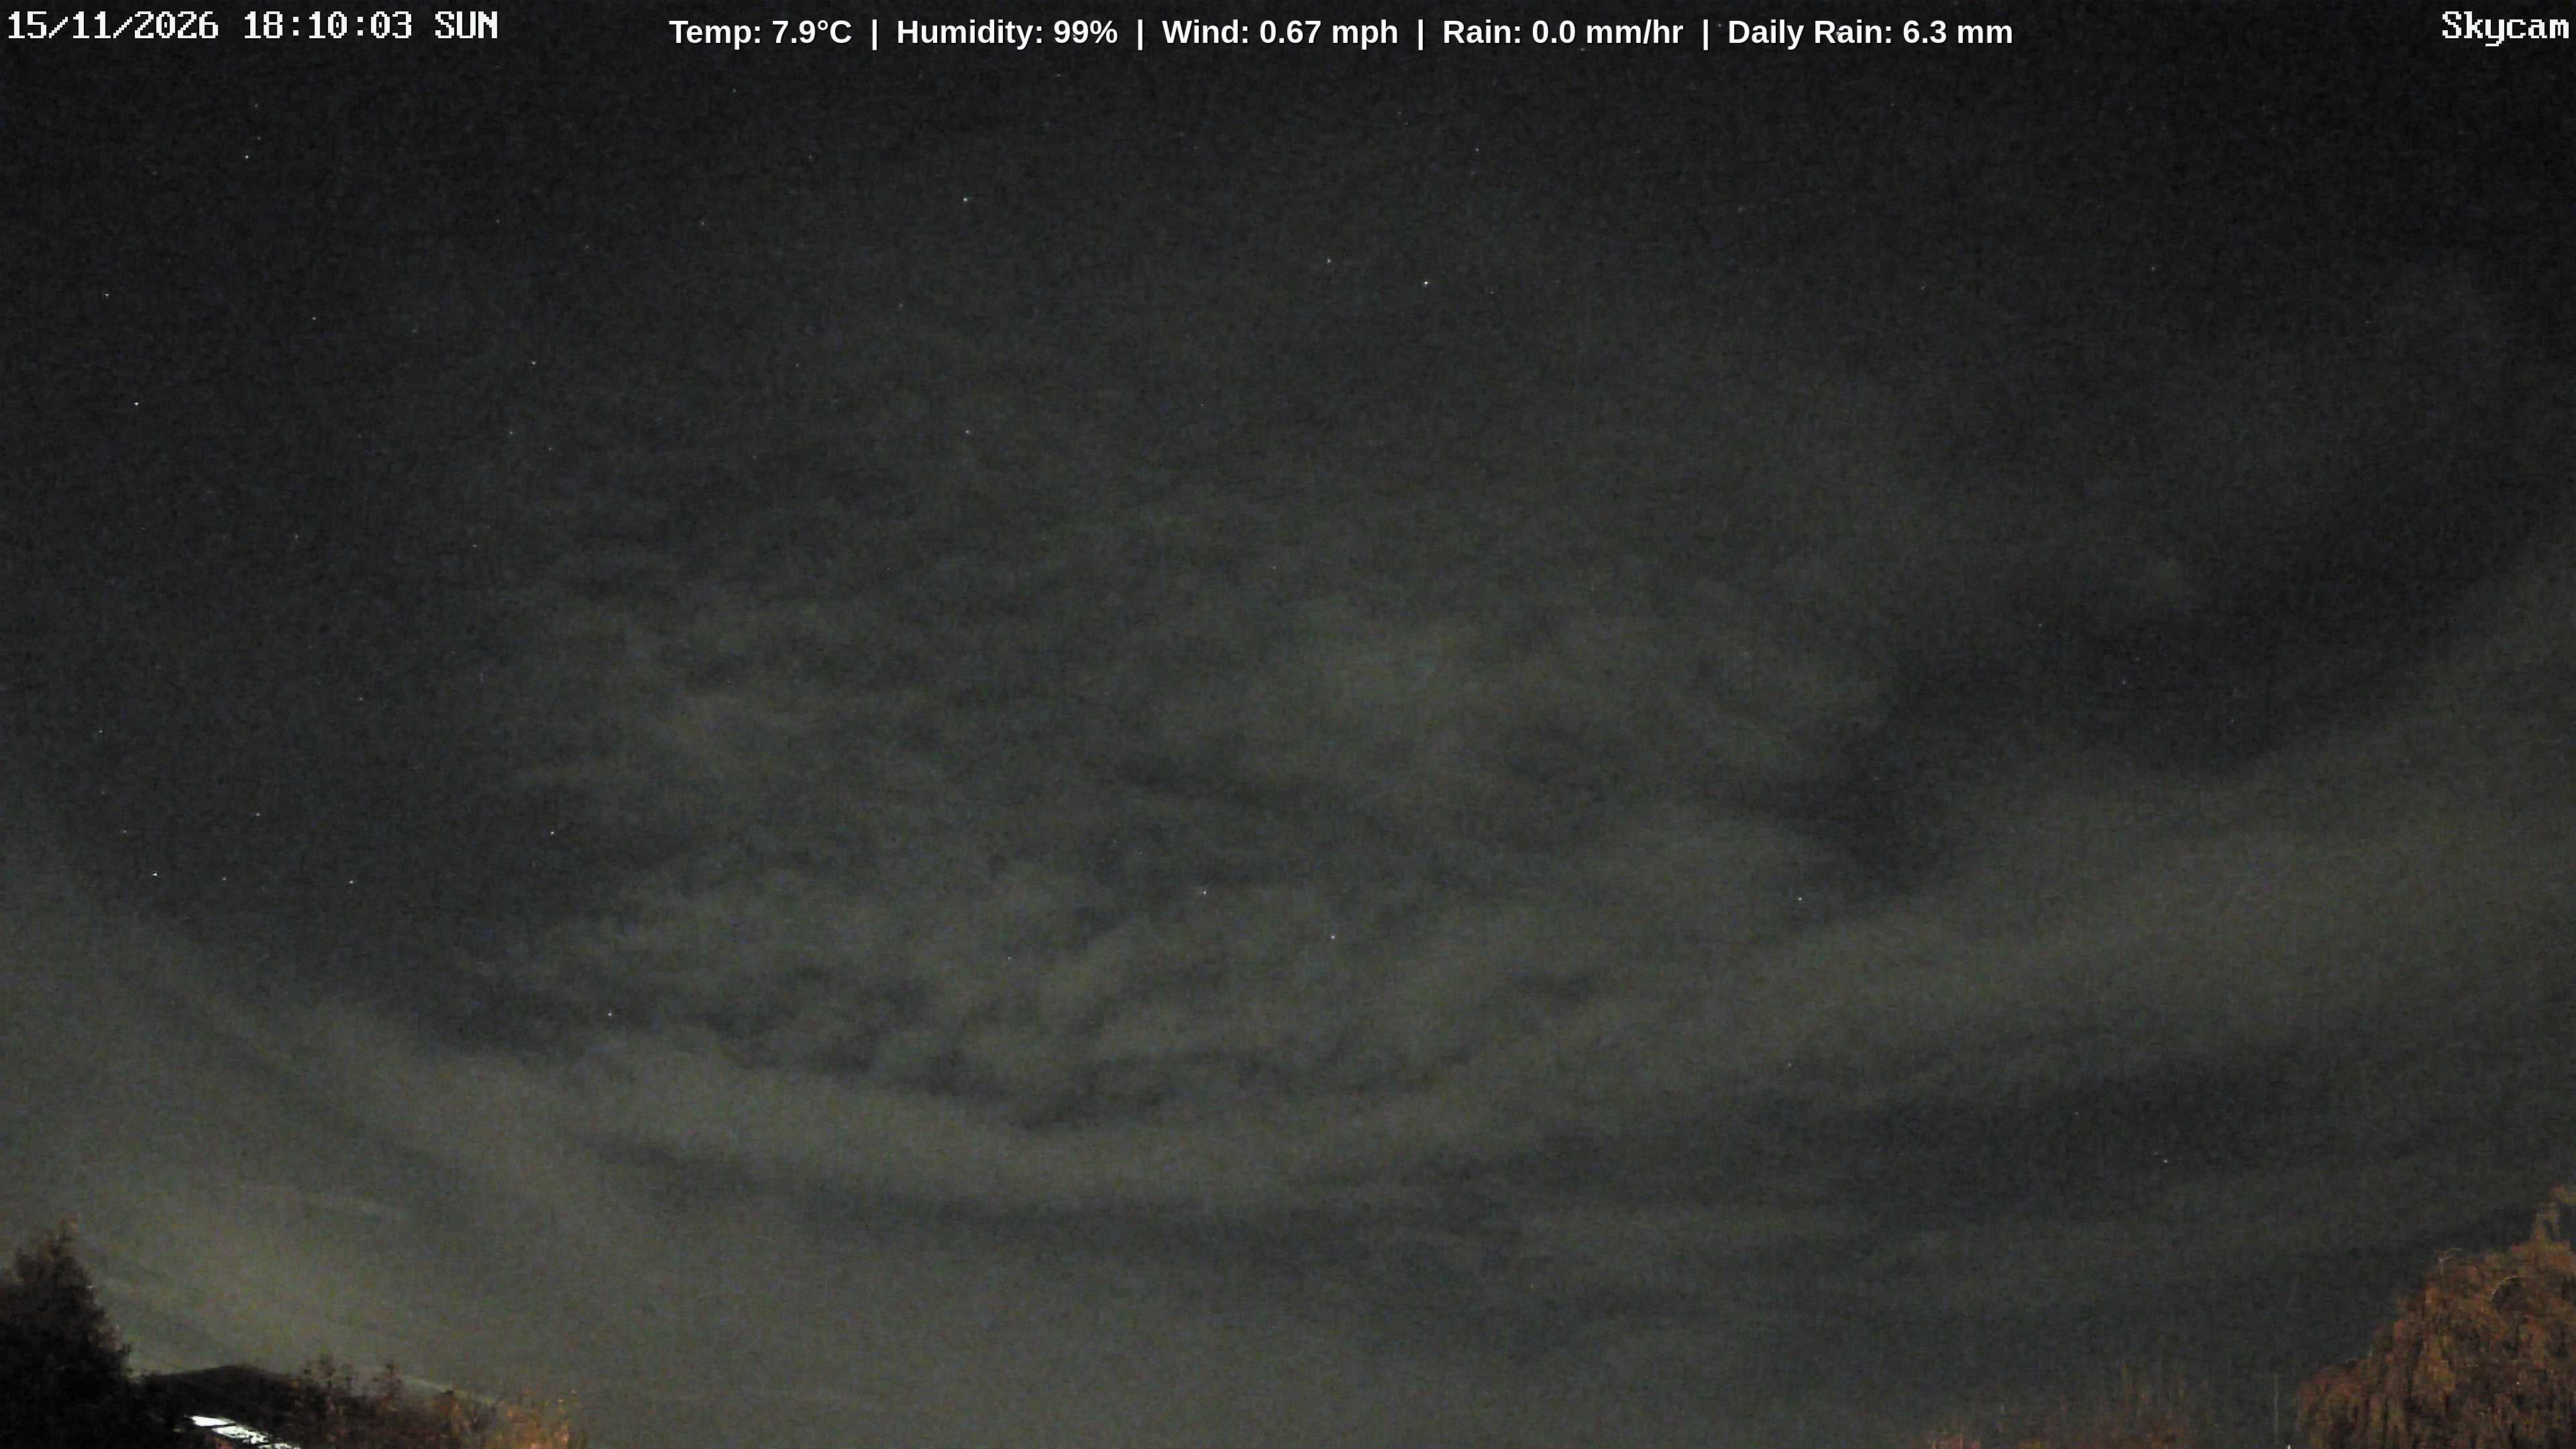 15/11/2026 18:10:03 SUN
Temp: 7.9°C | Humidity: 99% | Wind: 0.67 mph | Rain: 0.0 mm/hr | Daily Rain: 6.3 mm
Skycam